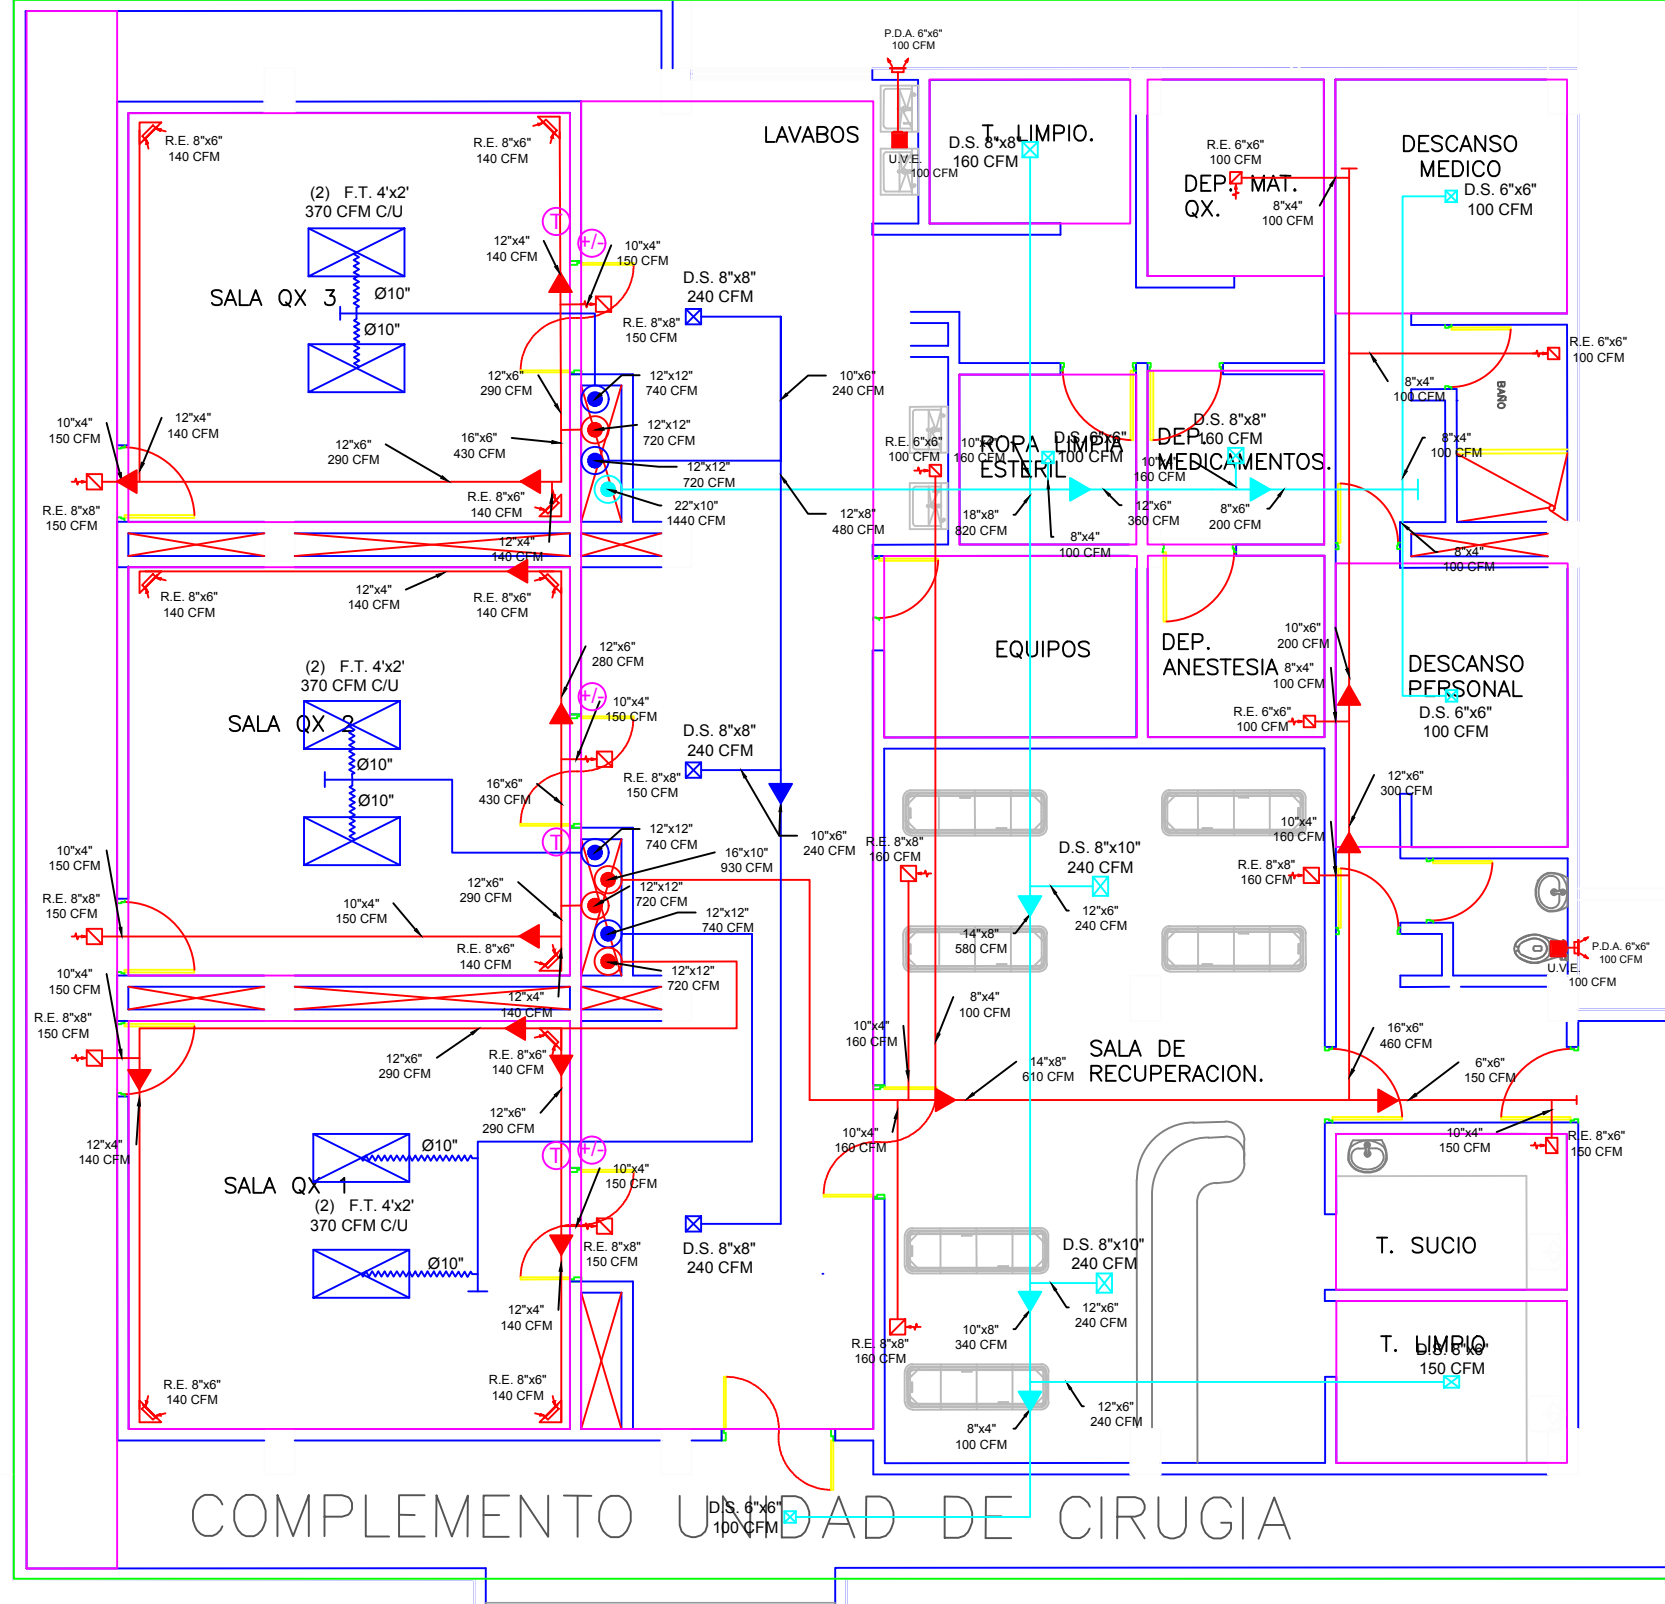 P.D.A. 6"x6"
100 CFM
LAVABOS
U.V.E.
100 CFM
T. LIMPIO.
D.S. 8"x8"
160 CFM
R.E. 6"x6"
100 CFM
DEP. MAT.
QX.
8"x4"
100 CFM
DESCANSO
MEDICO
D.S. 6"x6"
100 CFM
R.E. 8"x6"
140 CFM
R.E. 8"x6"
140 CFM
(2) F.T. 4'x2'
370 CFM C/U
T
+/-
12"x4"
140 CFM
10"x4"
150 CFM
SALA QX 3
Ø10"
Ø10"
D.S. 8"x8"
240 CFM
R.E. 8"x8"
150 CFM
R.E. 6"x6"
100 CFM
8"x4"
100 CFM
BAÑO
12"x6"
290 CFM
12"x12"
740 CFM
10"x6"
240 CFM
10"x4"
150 CFM
12"x4"
140 CFM
12"x6"
290 CFM
16"x6"
430 CFM
12"x12"
720 CFM
12"x12"
720 CFM
R.E. 6"x6"
100 CFM
10"x4"
160 CFM
ROPA LIMPIA
ESTERIL
D.S. 6"x6"
100 CFM
D.S. 8"x8"
160 CFM
DEP.
MEDICAMENTOS.
10"x4"
160 CFM
8"x4"
100 CFM
R.E. 8"x8"
150 CFM
R.E. 8"x6"
140 CFM
22"x10"
1440 CFM
12"x8"
480 CFM
18"x8"
820 CFM
12"x6"
360 CFM
8"x6"
200 CFM
8"x4"
100 CFM
8"x4"
100 CFM
12"x4"
140 CFM
12"x4"
140 CFM
R.E. 8"x6"
140 CFM
R.E. 8"x6"
140 CFM
12"x6"
280 CFM
EQUIPOS
DEP.
ANESTESIA
10"x6"
200 CFM
8"x4"
100 CFM
DESCANSO
PERSONAL
D.S. 6"x6"
100 CFM
R.E. 6"x6"
100 CFM
(2) F.T. 4'x2'
370 CFM C/U
+/-
10"x4"
150 CFM
SALA QX 2
Ø10"
Ø10"
D.S. 8"x8"
240 CFM
R.E. 8"x8"
150 CFM
16"x6"
430 CFM
12"x6"
300 CFM
T
12"x12"
740 CFM
10"x6"
240 CFM
R.E. 8"x8"
160 CFM
D.S. 8"x10"
240 CFM
10"x4"
160 CFM
R.E. 8"x8"
160 CFM
10"x4"
150 CFM
16"x10"
930 CFM
12"x6"
290 CFM
12"x12"
720 CFM
12"x12"
740 CFM
R.E. 8"x8"
150 CFM
10"x4"
150 CFM
14"x8"
580 CFM
12"x6"
240 CFM
R.E. 8"x6"
140 CFM
P.D.A. 6"x6"
100 CFM
U.V.E.
100 CFM
10"x4"
150 CFM
12"x12"
720 CFM
12"x4"
140 CFM
8"x4"
100 CFM
R.E. 8"x8"
150 CFM
10"x4"
160 CFM
16"x6"
460 CFM
SALA DE
RECUPERACION.
12"x6"
290 CFM
R.E. 8"x6"
140 CFM
14"x8"
610 CFM
6"x6"
150 CFM
12"x6"
290 CFM
12"x4"
140 CFM
10"x4"
160 CFM
10"x4"
150 CFM
R.E. 8"x6"
150 CFM
Ø10"
T
+/-
10"x4"
150 CFM
SALA QX 1
(2) F.T. 4'x2'
370 CFM C/U
Ø10"
R.E. 8"x8"
150 CFM
D.S. 8"x8"
240 CFM
D.S. 8"x10"
240 CFM
T. SUCIO
12"x4"
140 CFM
12"x6"
240 CFM
10"x8"
340 CFM
R.E. 8"x8"
160 CFM
T. LIMPIO
150 CFM
R.E. 8"x6"
140 CFM
R.E. 8"x6"
140 CFM
12"x6"
240 CFM
8"x4"
100 CFM
D.S. 6"x6"
100 CFM
COMPLEMENTO UNIDAD DE CIRUGIA